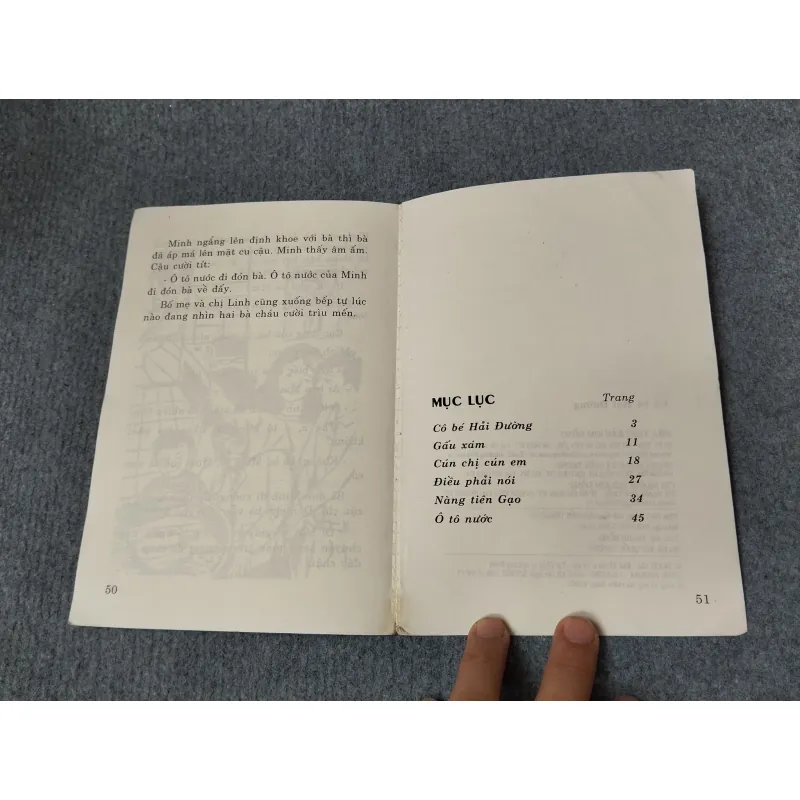 Minh ngẩng lên định khoe với bà thì bà
đã áp má lên mặt cu cậu. Minh thấy âm ấm.
Cậu cười tít:
- Ô tô nước đi đón bà. Ô tô nước của Minh
đi đón bà về đấy.
Bố mẹ và chị Linh cũng xuống bếp tự lúc
nào đang nhìn hai bà cháu cười trìu mến.
50
MỤC LỤC Trang
Cô bé Hải Đường 3
Gấu xám 11
Cún chị cún em 18
Điều phải nói 27
Nàng tiên Gạo 34
Ô tô nước 45
51